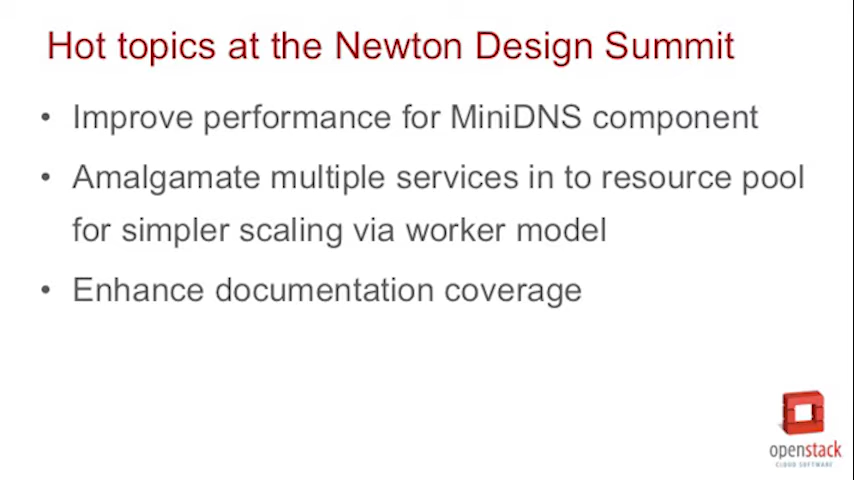 Hot topics at the Newton Design Summit
• Improve performance for MiniDNS component
• Amalgamate multiple services in to resource pool
for simpler scaling via worker model
• Enhance documentation coverage
openstack
CLOUD SOFTWARE